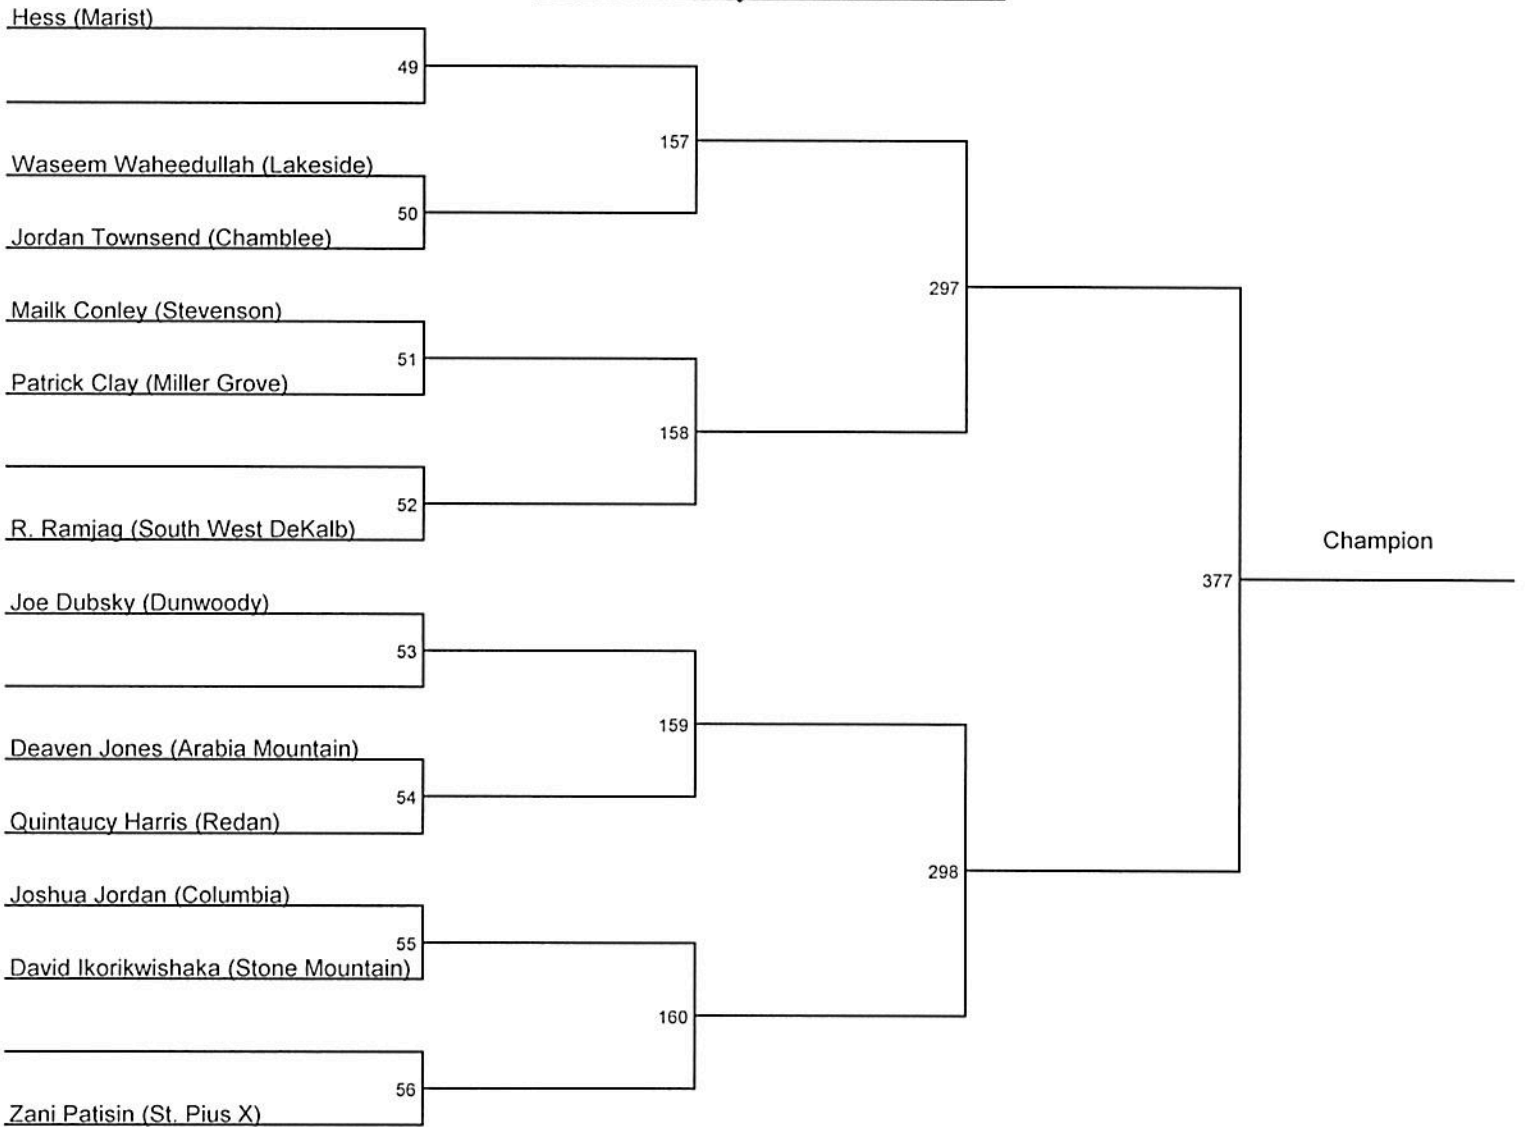 Hess (Marist)
49
157
Waseem Waheedullah (Lakeside)
50
Jordan Townsend (Chamblee)
297
Mailk Conley (Stevenson)
51
Patrick Clay (Miller Grove)
158
52
R. Ramjag (South West DeKalb)
Champion
377
Joe Dubsky (Dunwoody)
53
159
Deaven Jones (Arabia Mountain)
54
Quintaucy Harris (Redan)
298
Joshua Jordan (Columbia)
55
David Ikorikwishaka (Stone Mountain)
160
56
Zani Patisin (St. Pius X)